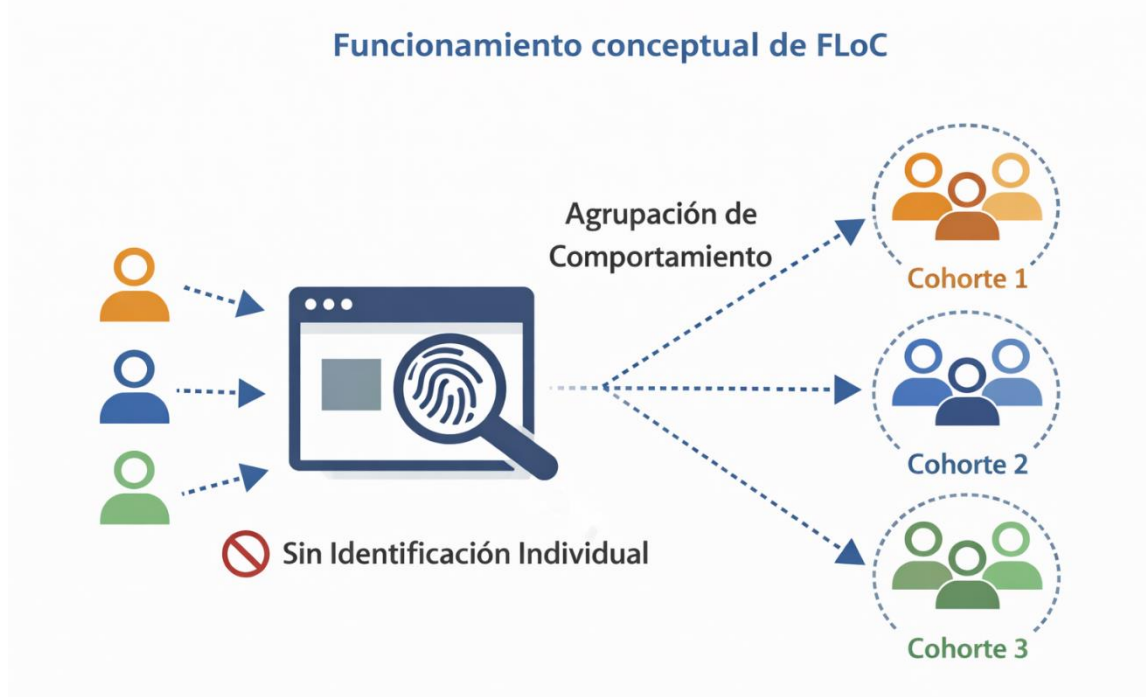 Funcionamiento conceptual de FLoC
Agrupación de
Comportamiento
Cohorte 1
Cohorte 2
Sin Identificación Individual
Cohorte 3